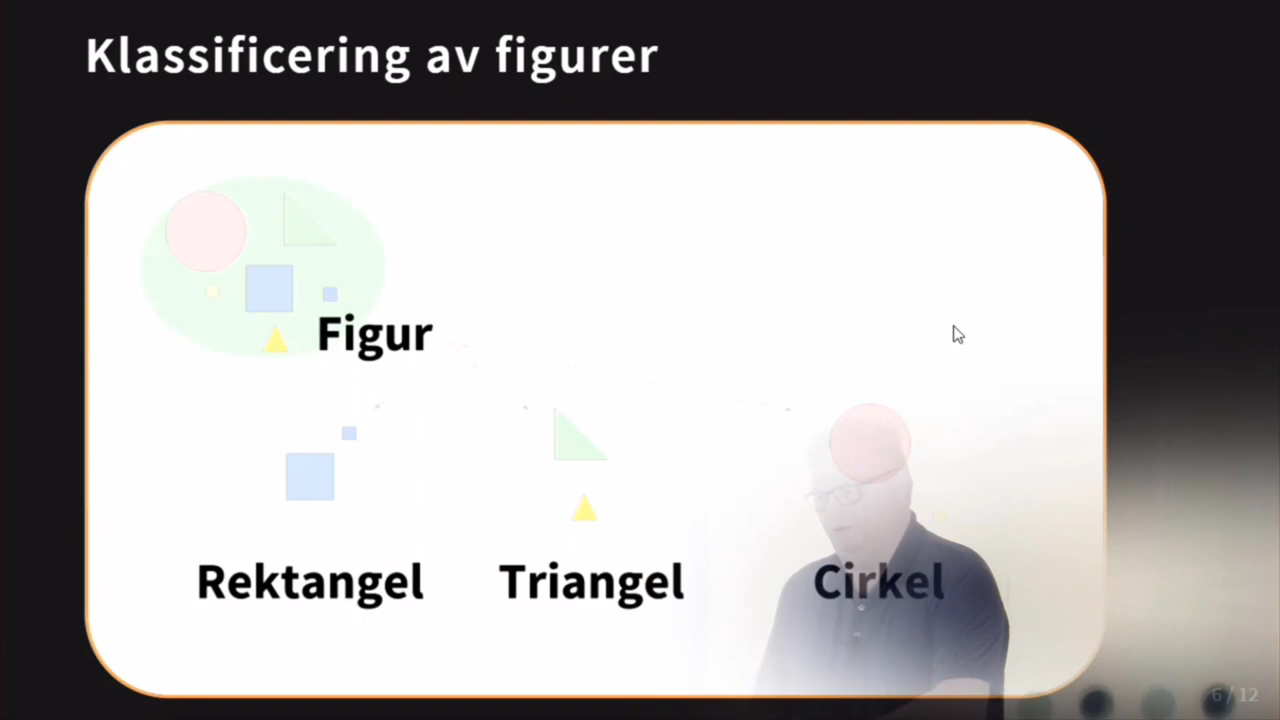 Klassificering av figurer
Figur
Rektangel
Triangel
Cirkel
6 / 12